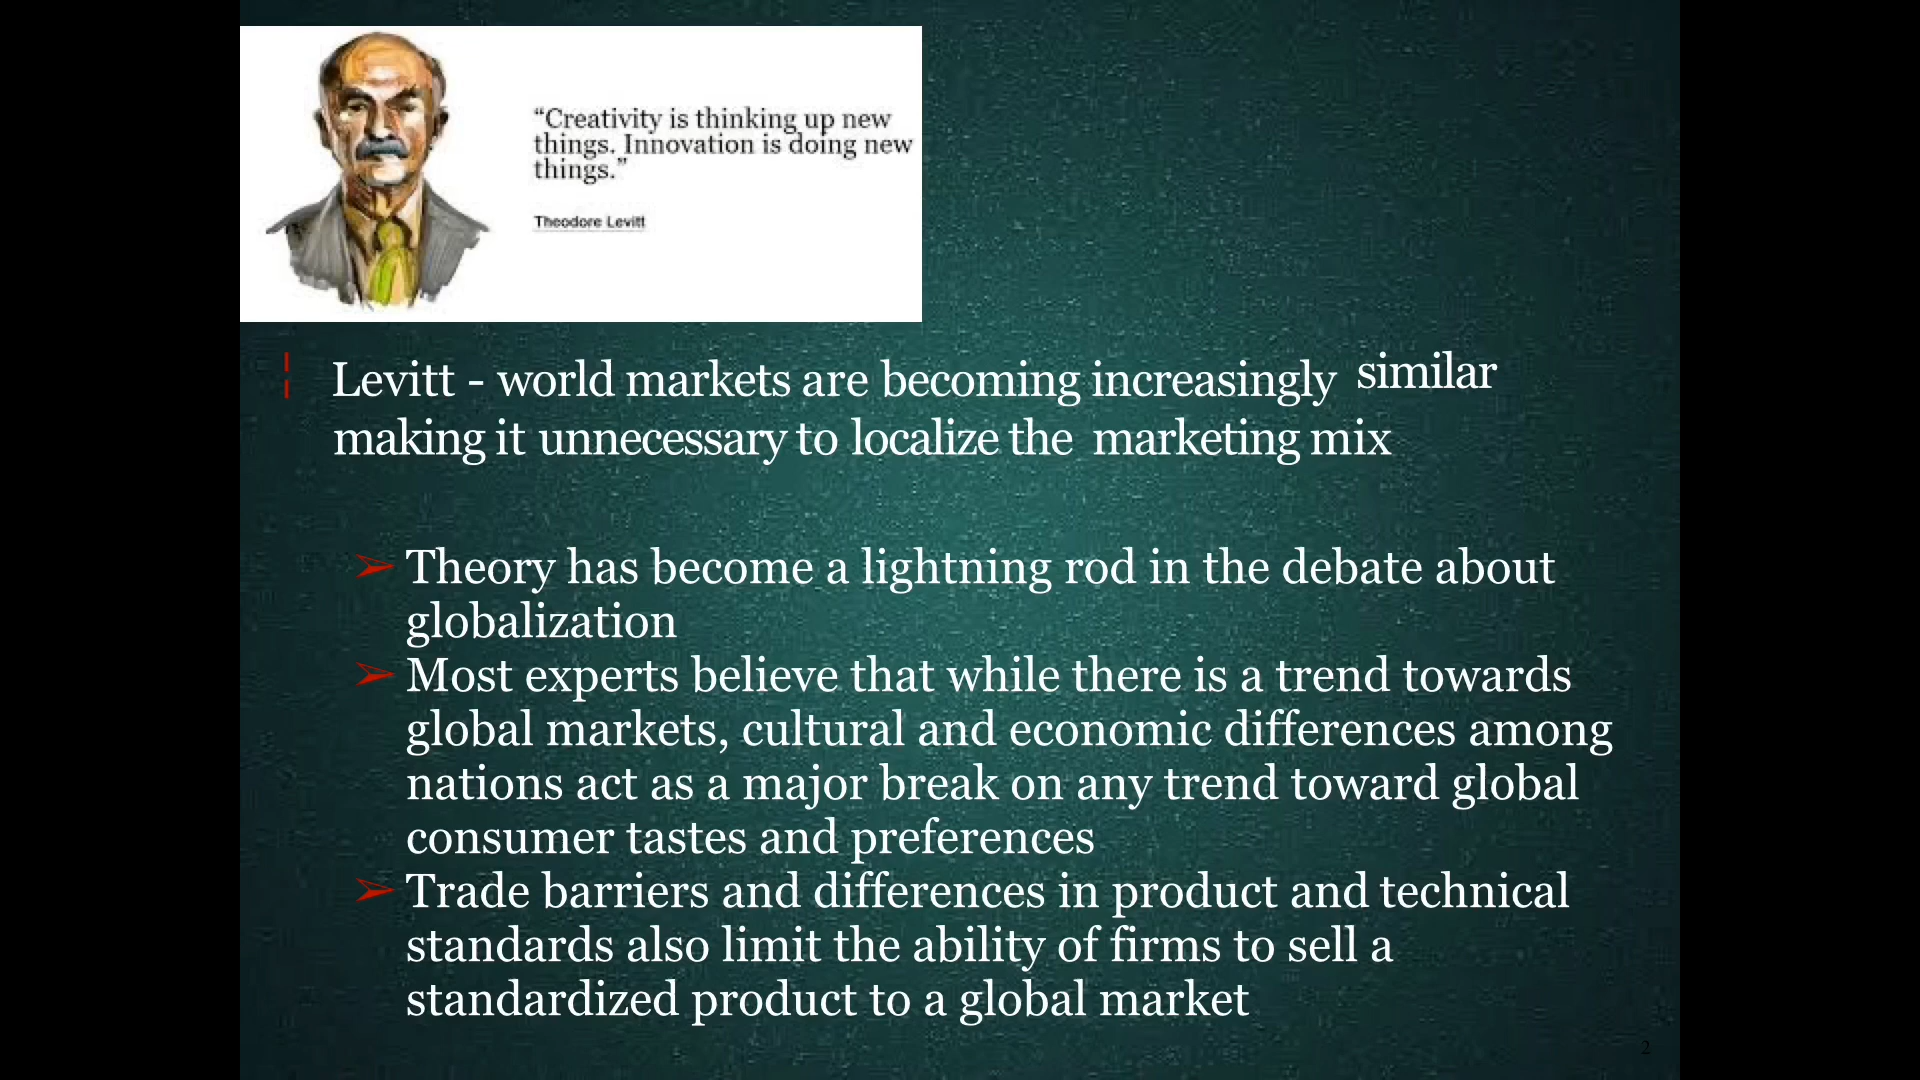 “Creativity is thinking up new
things. Innovation is doing new
things.”
Theodore Levitt
Levitt - world markets are becoming increasingly similar
making it unnecessary to localize the marketing mix
➢ Theory has become a lightning rod in the debate about
globalization
➢ Most experts believe that while there is a trend towards
global markets, cultural and economic differences among
nations act as a major break on any trend toward global
consumer tastes and preferences
➢ Trade barriers and differences in product and technical
standards also limit the ability of firms to sell a
standardized product to a global market
2